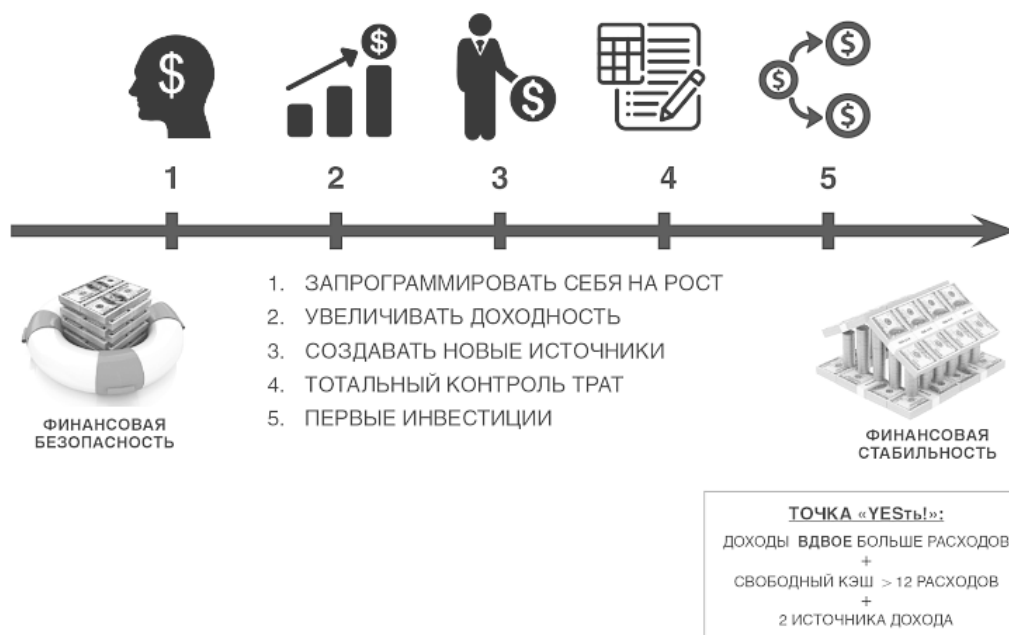 1 2 3 4 5
1. ЗАПРОГРАММИРОВАТЬ СЕБЯ НА РОСТ
2. УВЕЛИЧИВАТЬ ДОХОДНОСТЬ
3. СОЗДАВАТЬ НОВЫЕ ИСТОЧНИКИ
4. ТОТАЛЬНЫЙ КОНТРОЛЬ ТРАТ
5. ПЕРВЫЕ ИНВЕСТИЦИИ
ФИНАНСОВАЯ
БЕЗОПАСНОСТЬ
ФИНАНСОВАЯ
СТАБИЛЬНОСТЬ
ТОЧКА «YESть!»:
ДОХОДЫ ВДВОЕ БОЛЬШЕ РАСХОДОВ
+
СВОБОДНЫЙ КЭШ > 12 РАСХОДОВ
+
2 ИСТОЧНИКА ДОХОДА